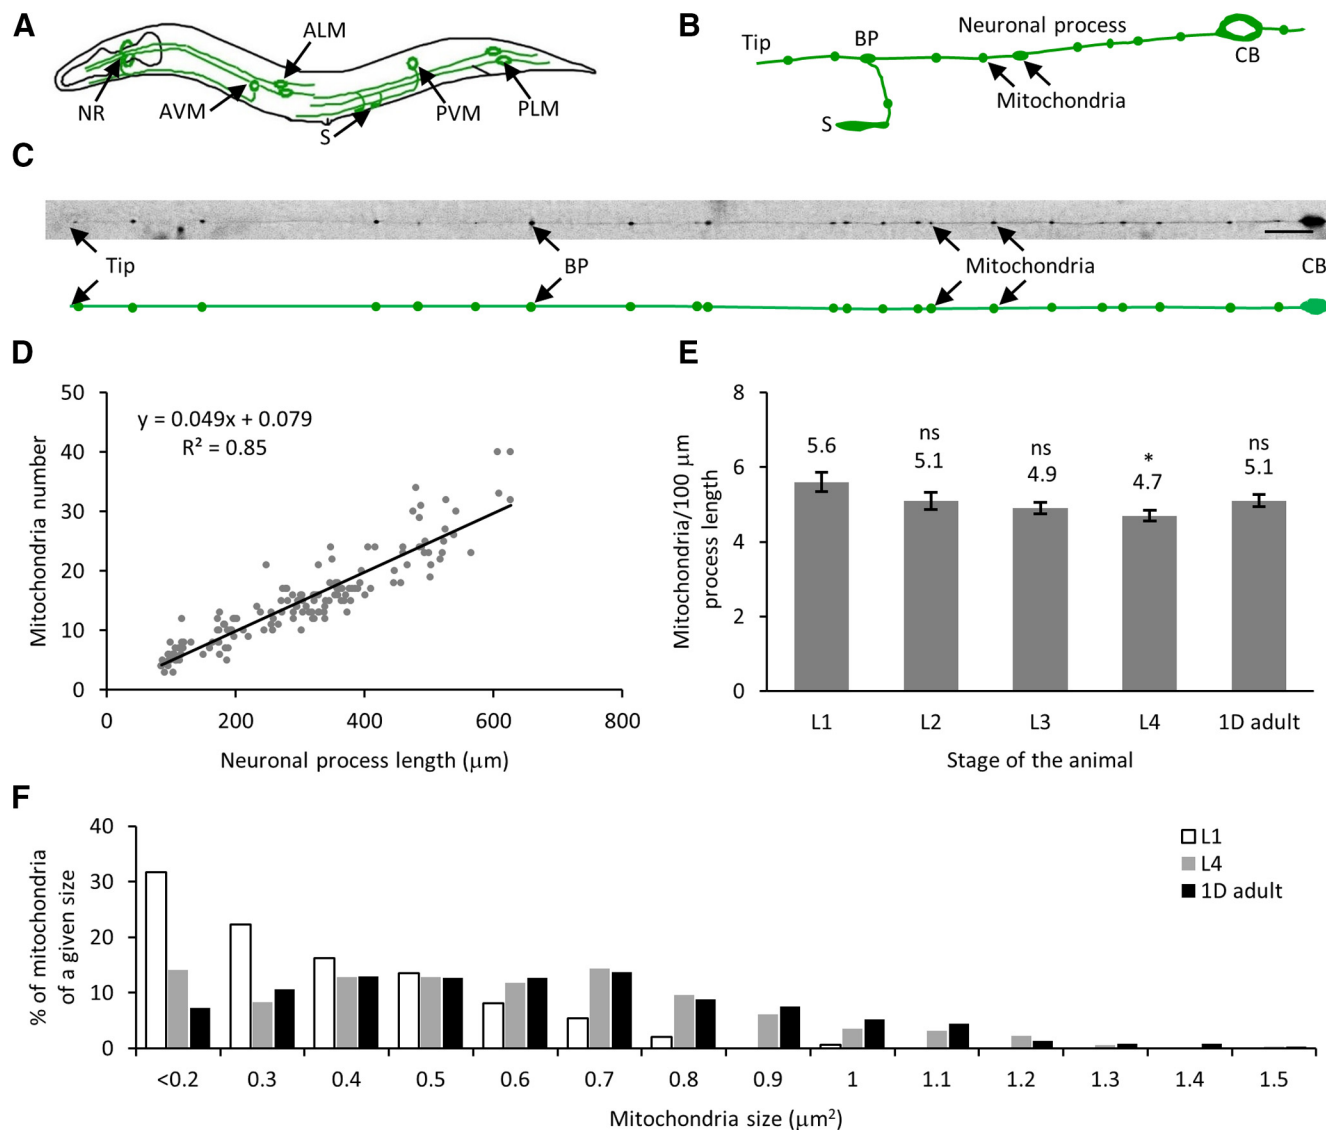 A
ALM
NR
AVM
S
PVM
PLM
B
Neuronal process
Tip
BP
CB
Mitochondria
S
C
Tip
BP
Mitochondria
CB
D
Mitochondria number
50
40
30
20
10
0
y = 0.049x + 0.079
R² = 0.85
0 200 400 600 800
Neuronal process length (μm)
E
Mitochondria/100 μm
process length
8
6
4
2
0
5.6
ns
5.1
ns
4.9
*
4.7
ns
5.1
L1 L2 L3 L4 1D adult
Stage of the animal
F
% of mitochondria
of a given size
40
30
20
10
0
L1
L4
1D adult
<0.2 0.3 0.4 0.5 0.6 0.7 0.8 0.9 1 1.1 1.2 1.3 1.4 1.5
Mitochondria size (μm²)